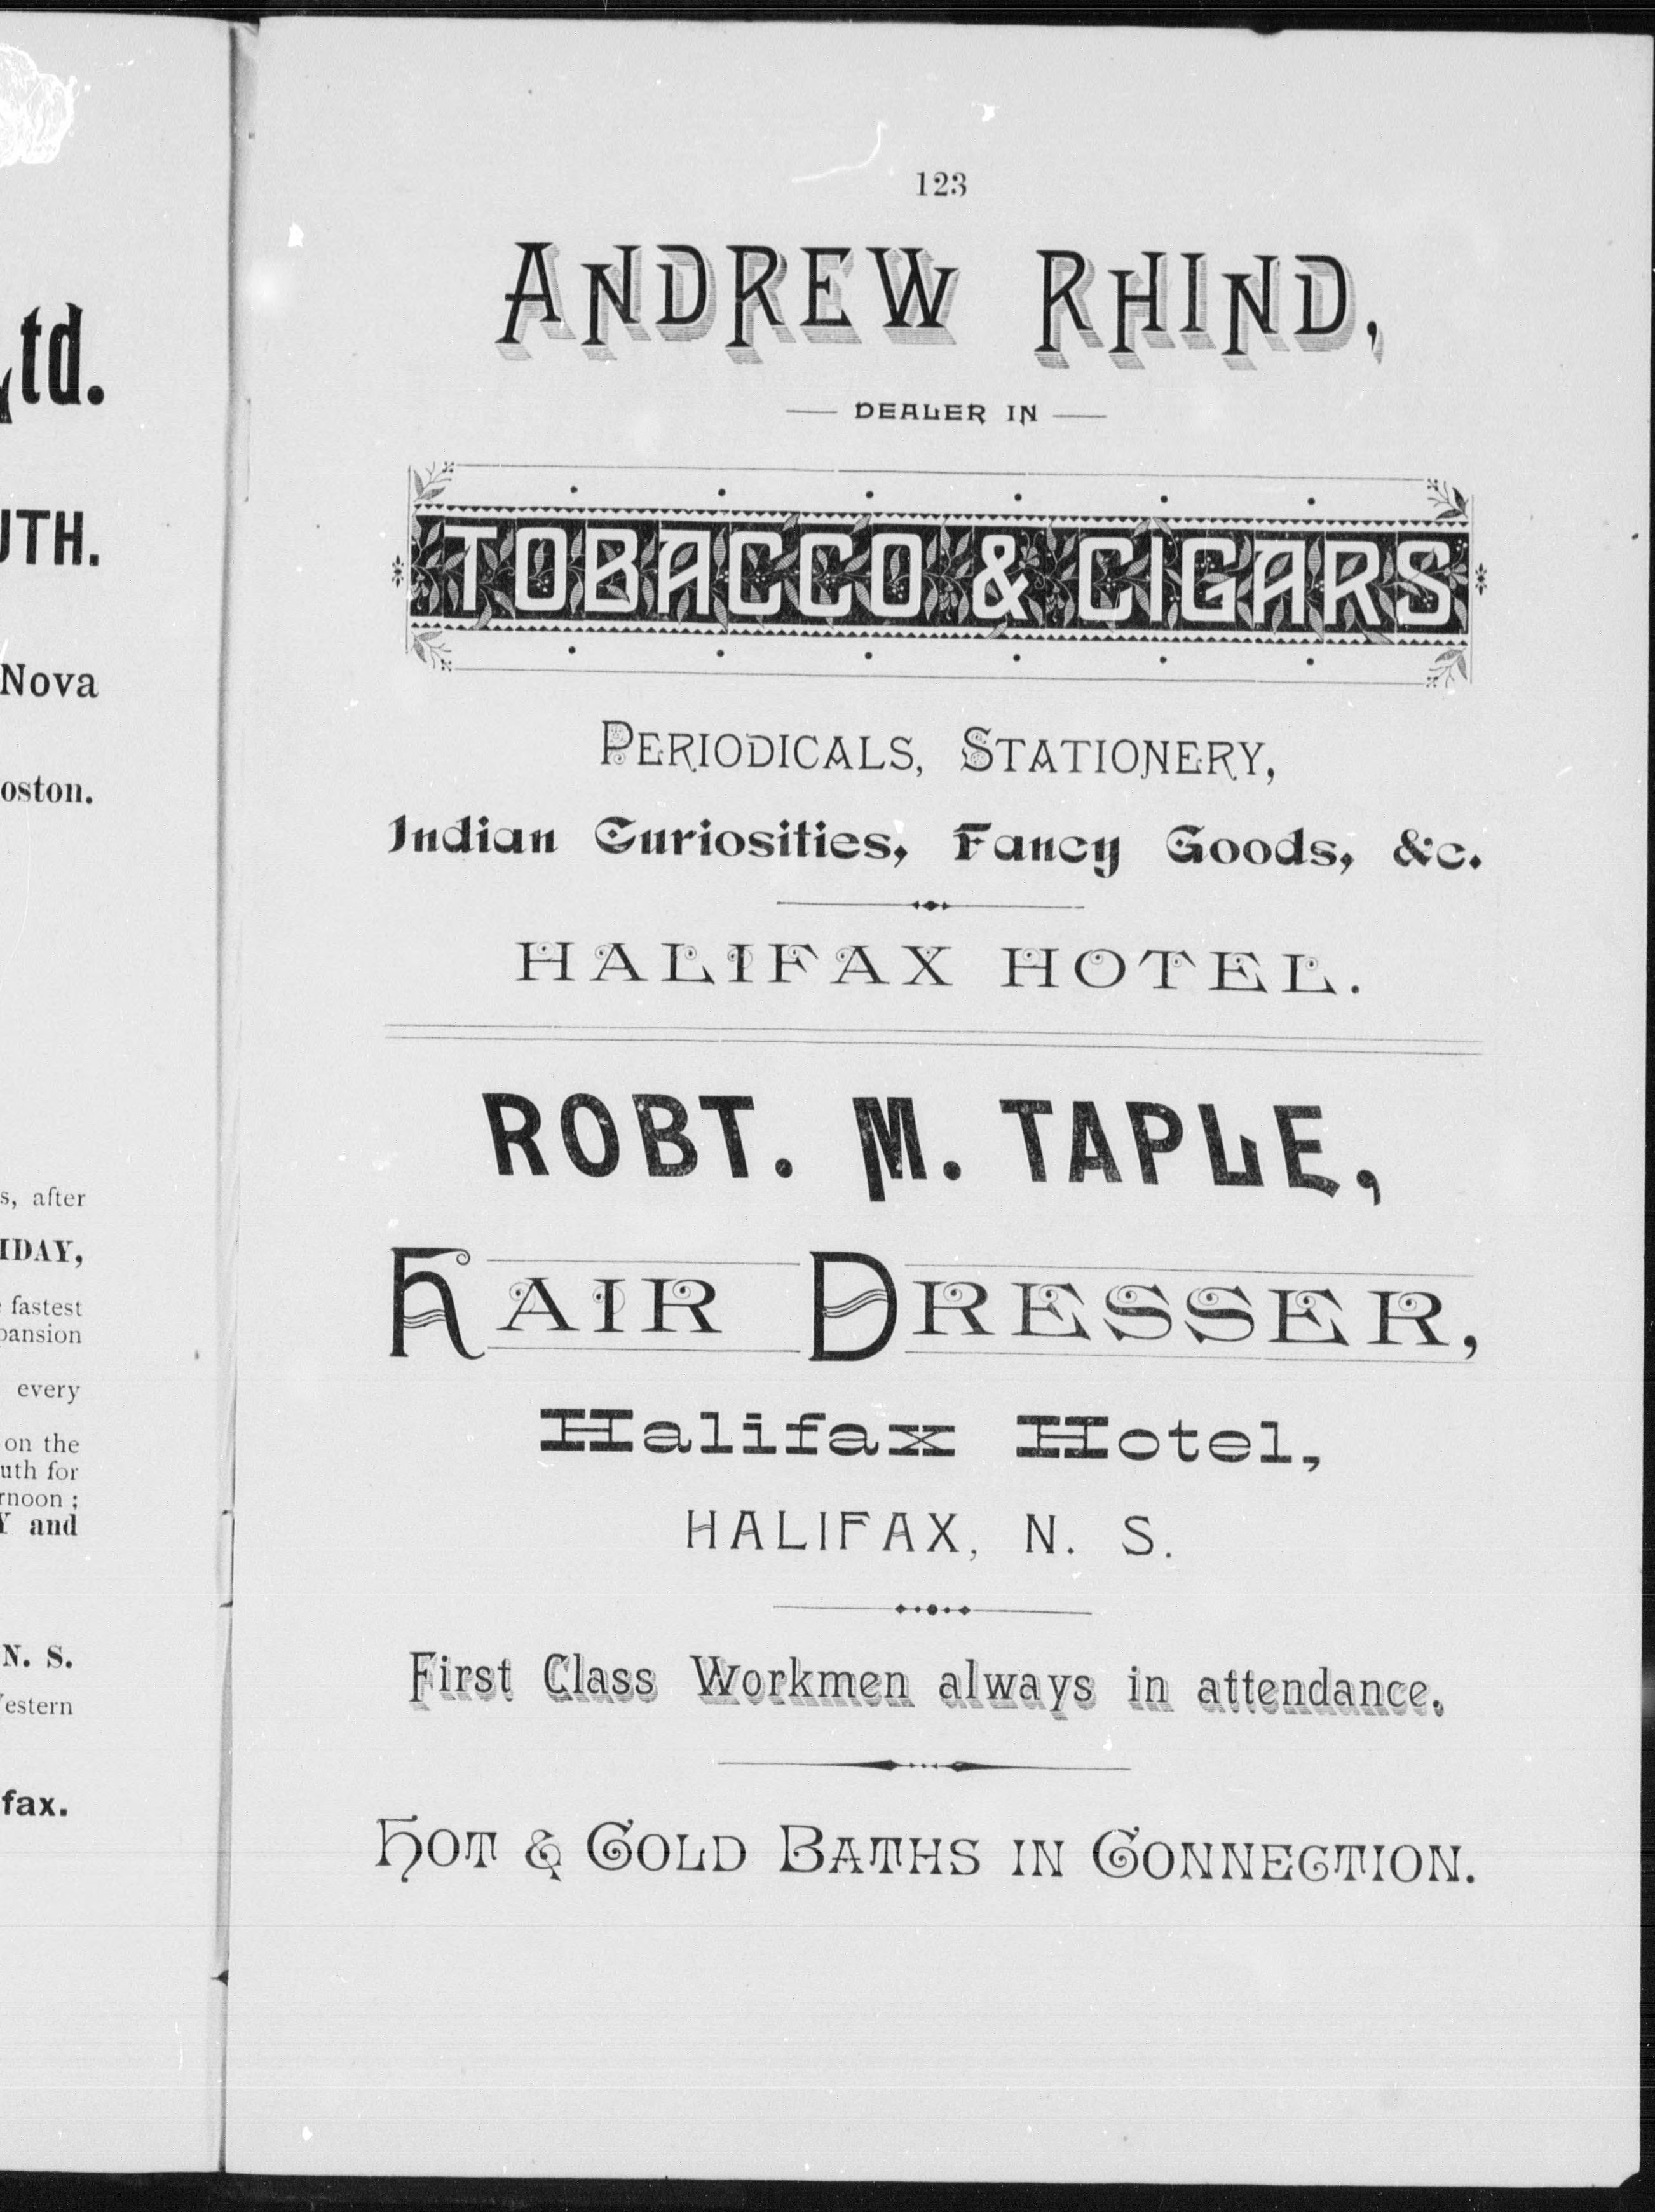 td.
UTH.
Nova
oston.
s, after
IDAY,
fastest
pansion
every
on the
uth for
rnoon ;
Y and
N. S.
estern
fax.
123
ANDREW RHIND,
— DEALER IN —
TOBACCO & CIGARS
PERIODICALS, STATIONERY,
Indian Curiosities, Fancy Goods, &c.
HALIFAX HOTEL.
ROBT. M. TAPLE,
HAIR DRESSER,
Halifax Hotel,
HALIFAX, N. S.
First Class Workmen always in attendance.
HOT & COLD BATHS IN CONNECTION.